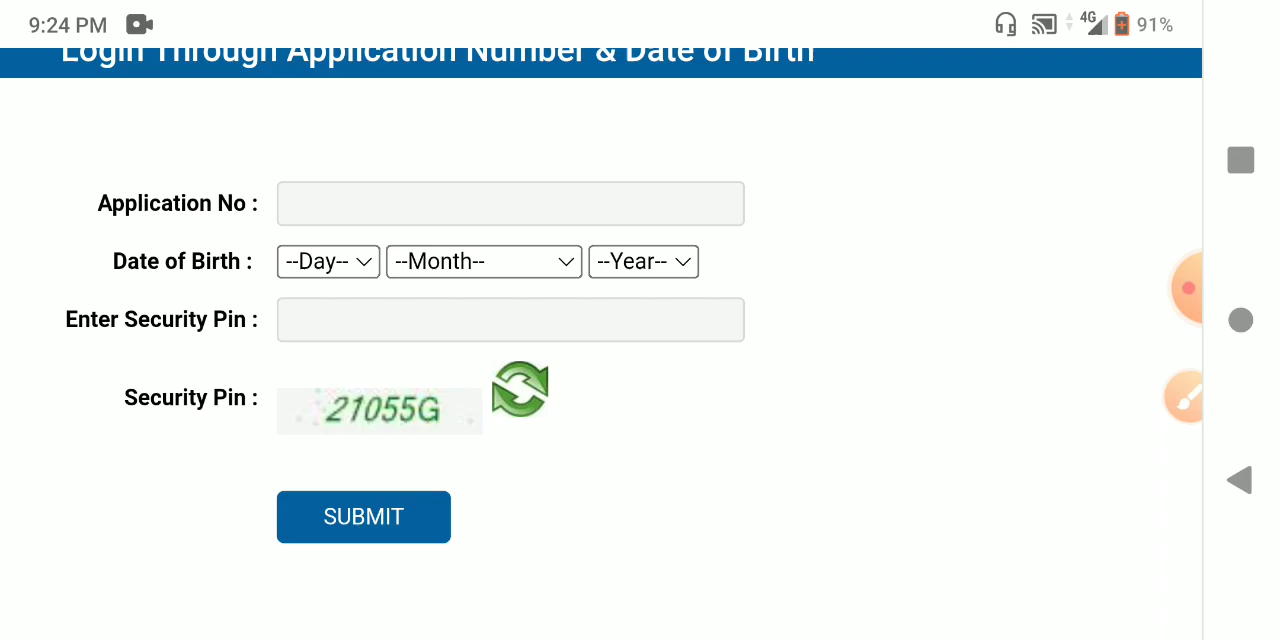 9:24 PM 4G 91%
Login Through Application Number & Date of Birth
Application No :
Date of Birth : --Day-- --Month-- --Year--
Enter Security Pin :
Security Pin : 21055G
SUBMIT